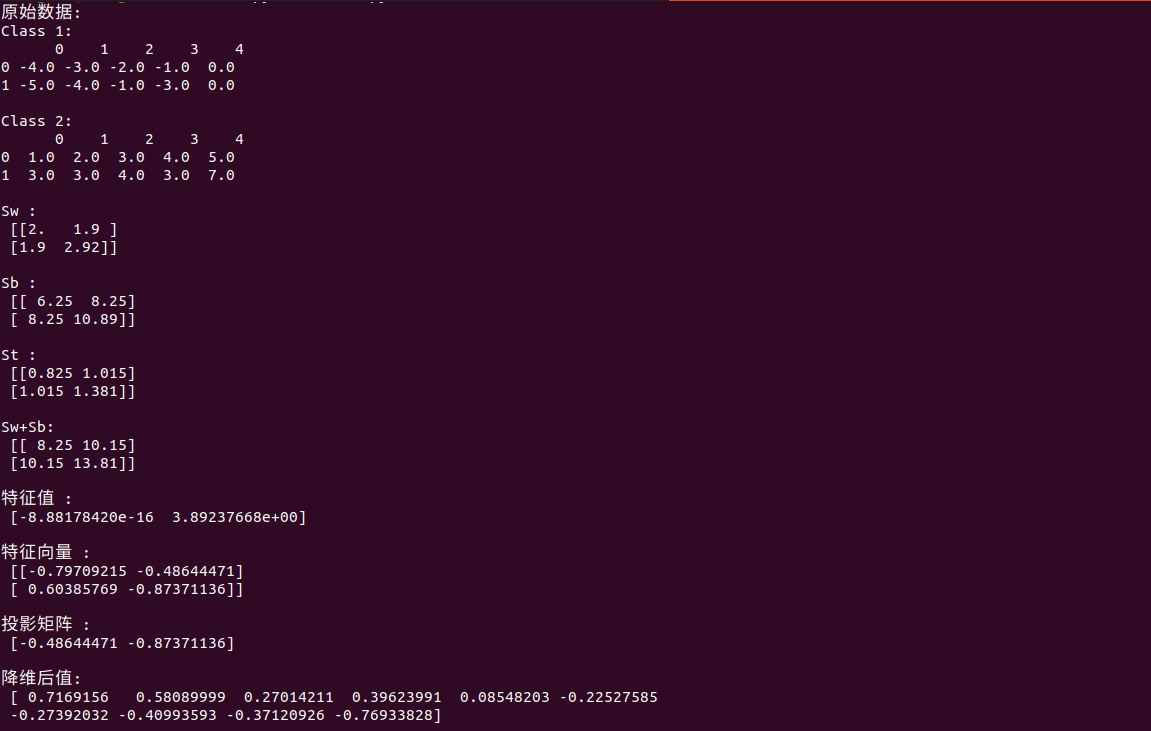 原始数据:
Class 1:
     0    1    2    3    4
0 -4.0 -3.0 -2.0 -1.0  0.0
1 -5.0 -4.0 -1.0 -3.0  0.0
Class 2:
     0    1    2    3    4
0  1.0  2.0  3.0  4.0  5.0
1  3.0  3.0  4.0  3.0  7.0
Sw :
[[2.   1.9 ]
[1.9  2.92]]
Sb :
[[ 6.25  8.25]
[ 8.25 10.89]]
St :
[[0.825 1.015]
[1.015 1.381]]
Sw+Sb:
[[ 8.25 10.15]
[10.15 13.81]]
特征值 :
[-8.88178420e-16  3.89237668e+00]
特征向量 :
[[-0.79709215 -0.48644471]
[ 0.60385769 -0.87371136]]
投影矩阵 :
[-0.48644471 -0.87371136]
降维后值:
[ 0.7169156   0.58089999  0.27014211  0.39623991  0.08548203 -0.22527585
-0.27392032 -0.40993593 -0.37120926 -0.76933828]